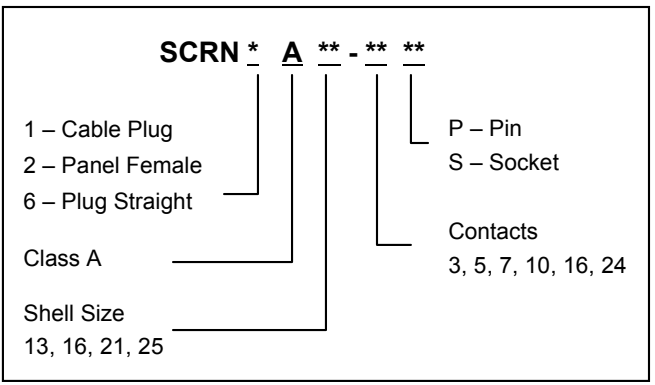 SCRN * A ** - ** **
1 – Cable Plug
2 – Panel Female
6 – Plug Straight
Class A
Shell Size
13, 16, 21, 25
P – Pin
S – Socket
Contacts
3, 5, 7, 10, 16, 24